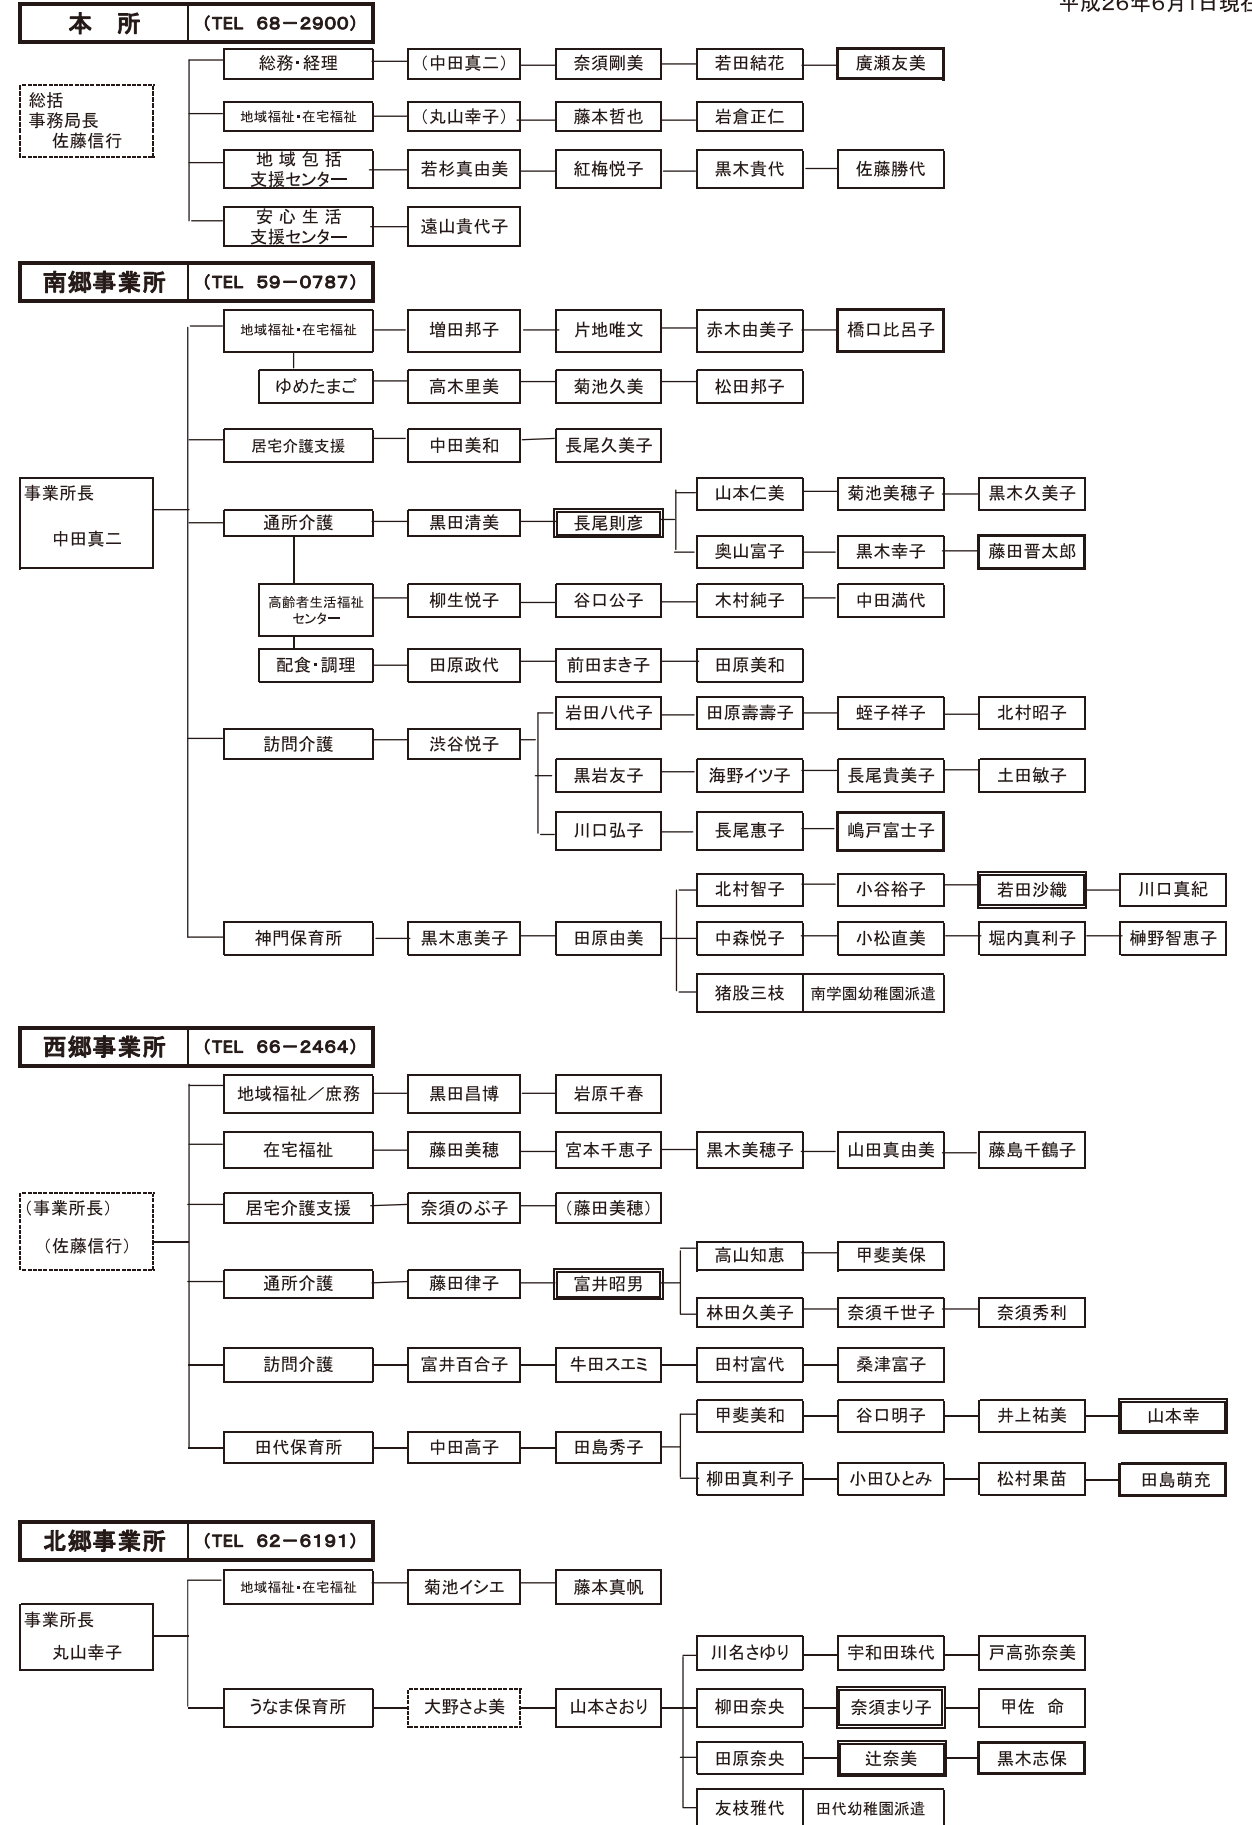 平成26年6月1日現在
本　所　（TEL 68－2900）
総務・経理　（中田真二）　奈須剛美　若田結花　廣瀬友美
総括
事務局長
佐藤信行
地域福祉・在宅福祉　（丸山幸子）　藤本哲也　岩倉正仁
地域包括
支援センター　若杉真由美　紅梅悦子　黒木貴代　佐藤勝代
安心生活
支援センター　遠山貴代子
南郷事業所　（TEL 59－0787）
地域福祉・在宅福祉　増田邦子　片地唯文　赤木由美子　橋口比呂子
ゆめたまご　高木里美　菊池久美　松田邦子
居宅介護支援　中田美和　長尾久美子
事業所長
中田真二
山本仁美　菊池美穂子　黒木久美子
通所介護　黒田清美　長尾則彦
奥山富子　黒木幸子　藤田晋太郎
高齢者生活福祉
センター　柳生悦子　谷口公子　木村純子　中田満代
配食・調理　田原政代　前田まき子　田原美和
岩田八代子　田原壽壽子　蛭子祥子　北村昭子
訪問介護　渋谷悦子
黒岩友子　海野イツ子　長尾貴美子　土田敏子
川口弘子　長尾惠子　嶋戸富士子
北村智子　小谷裕子　若田沙織　川口真紀
神門保育所　黒木恵美子　田原由美　中森悦子　小松直美　堀内真利子　榊野智恵子
猪股三枝　南学園幼稚園派遣
西郷事業所　（TEL 66－2464）
地域福祉／庶務　黒田昌博　岩原千春
在宅福祉　藤田美穂　宮本千恵子　黒木美穂子　山田真由美　藤島千鶴子
（事業所長）
（佐藤信行）
居宅介護支援　奈須のぶ子　（藤田美穂）
高山知恵　甲斐美保
通所介護　藤田律子　富井昭男
林田久美子　奈須千世子　奈須秀利
訪問介護　富井百合子　牛田スエミ　田村富代　桑津富子
甲斐美和　谷口明子　井上祐美　山本幸
田代保育所　中田高子　田島秀子
柳田真利子　小田ひとみ　松村果苗　田島萌充
北郷事業所　（TEL 62－6191）
地域福祉・在宅福祉　菊池イシエ　藤本真帆
事業所長
丸山幸子
川名さゆり　宇和田珠代　戸高弥奈美
うなま保育所　大野さよ美　山本さおり　柳田奈央　奈須まり子　甲佐　命
田原奈央　辻奈美　黒木志保
友枝雅代　田代幼稚園派遣